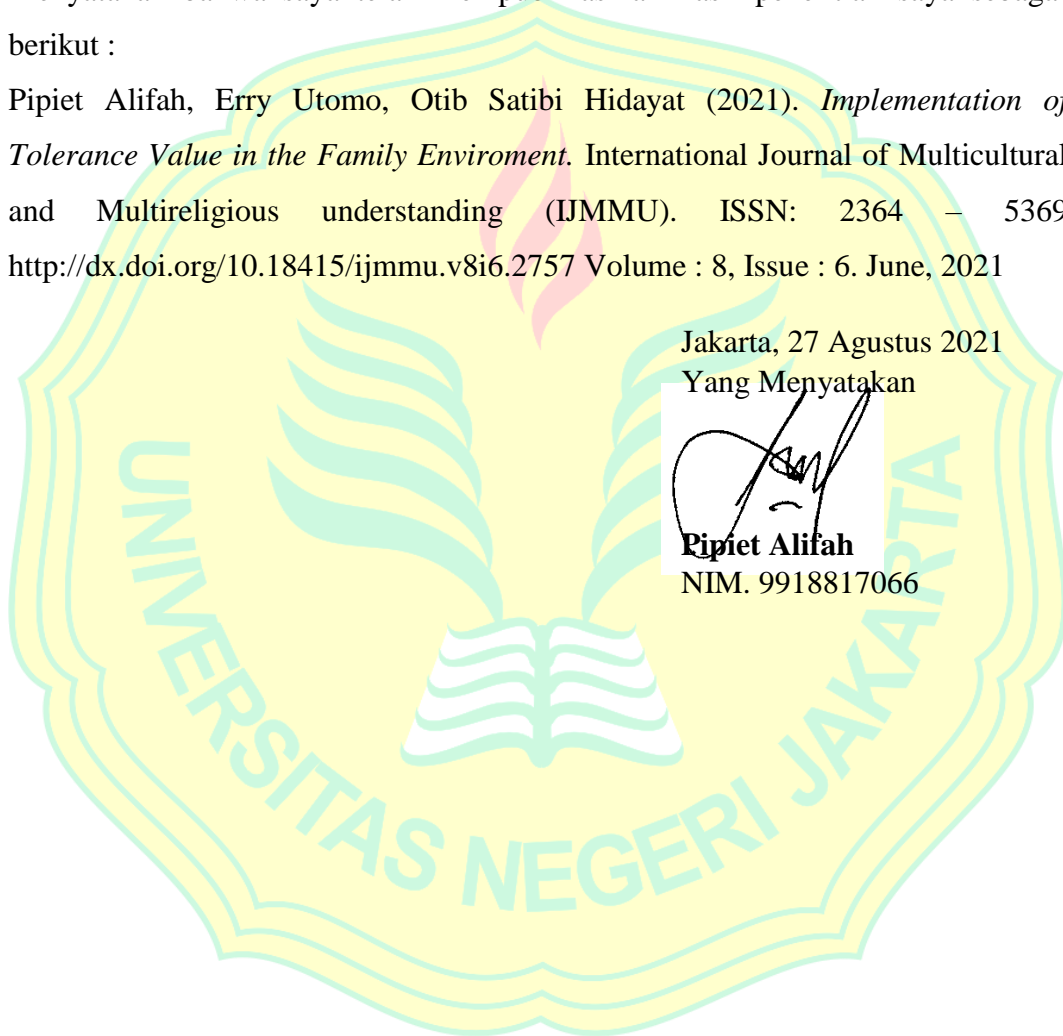 berikut :
Pipiet Alifah, Erry Utomo, Otib Satibi Hidayat (2021). Implementation of
Tolerance Value in the Family Enviroment. International Journal of Multicultural
and Multireligious understanding (IJMMU). ISSN: 2364 – 5369
http://dx.doi.org/10.18415/ijmmu.v8i6.2757 Volume : 8, Issue : 6. June, 2021
Jakarta, 27 Agustus 2021
Yang Menyatakan
Pipiet Alifah
NIM. 9918817066
UNIVERSITAS NEGERI JAKARTA